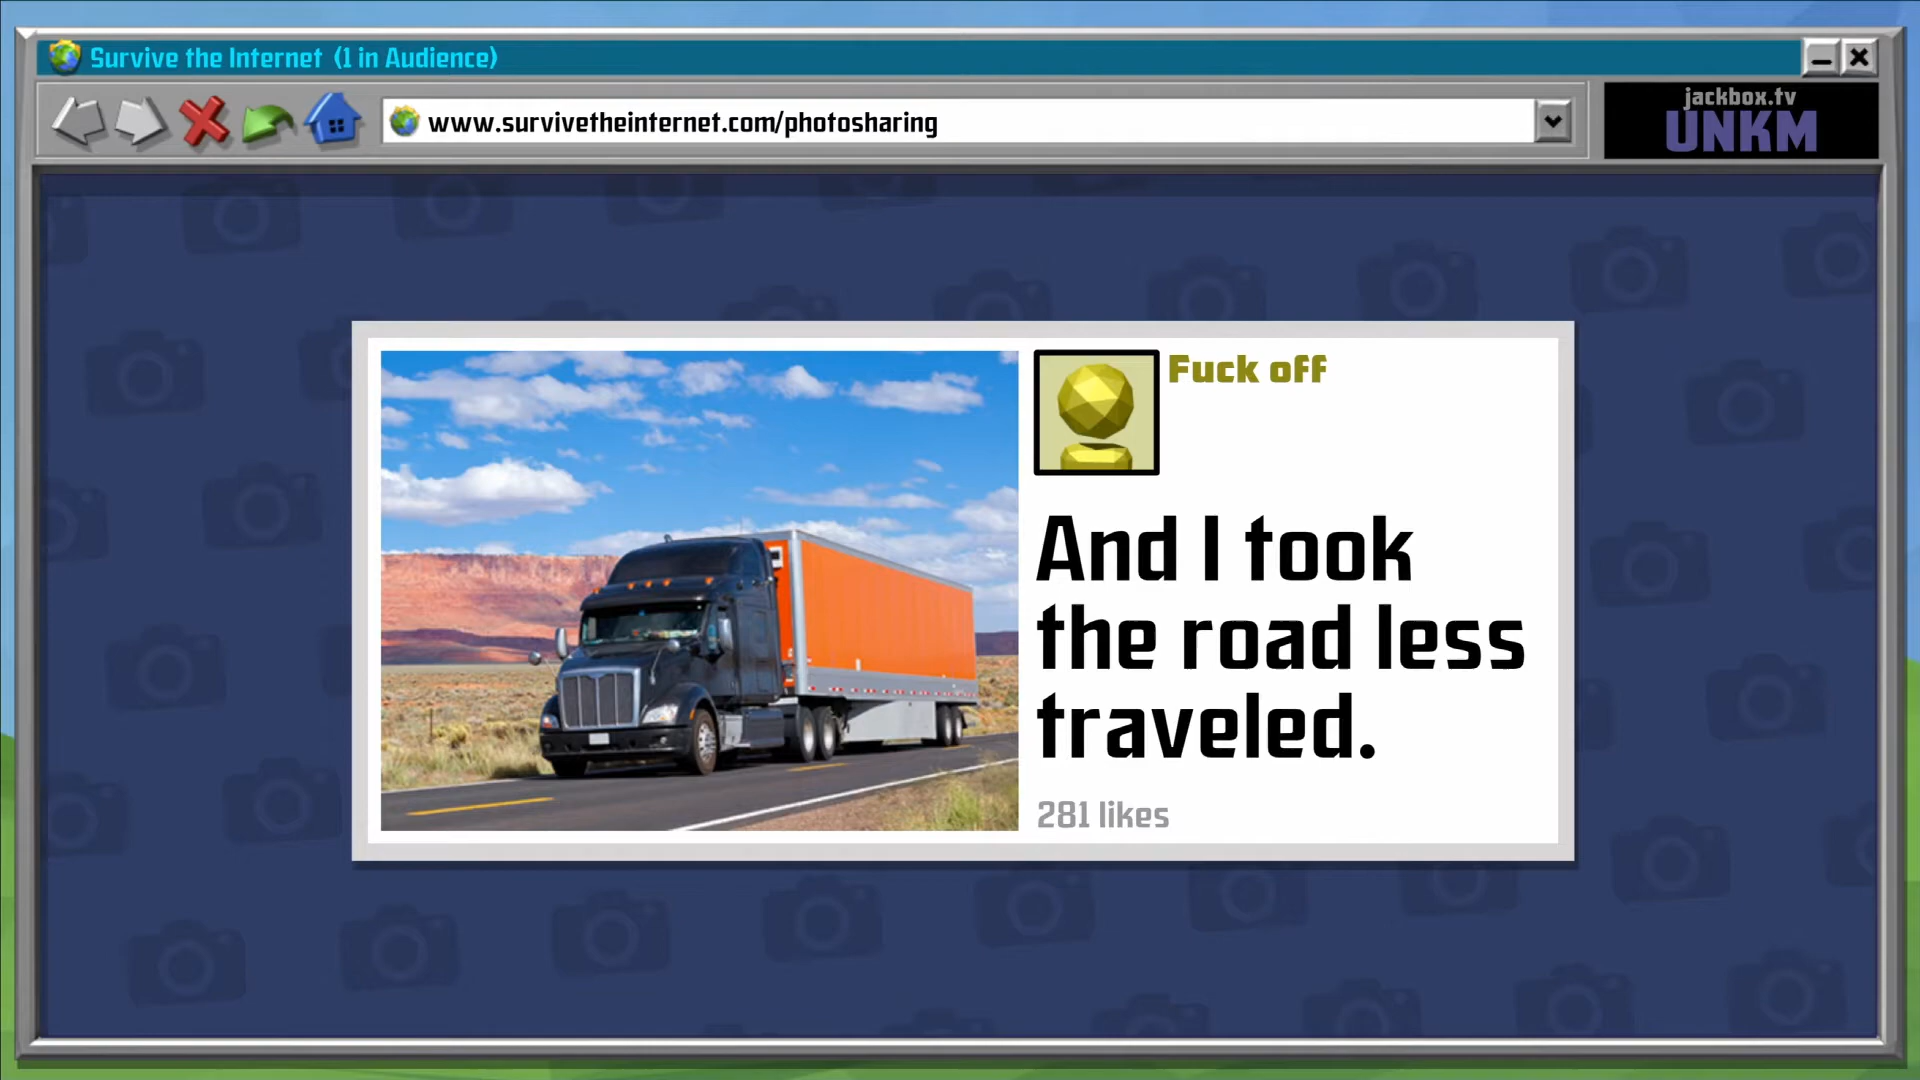 Survive the Internet (1 in Audience)
www.survivetheinternet.com/photosharing
jackbox.tv
UNKM
Fuck off
And I took
the road less
traveled.
281 likes